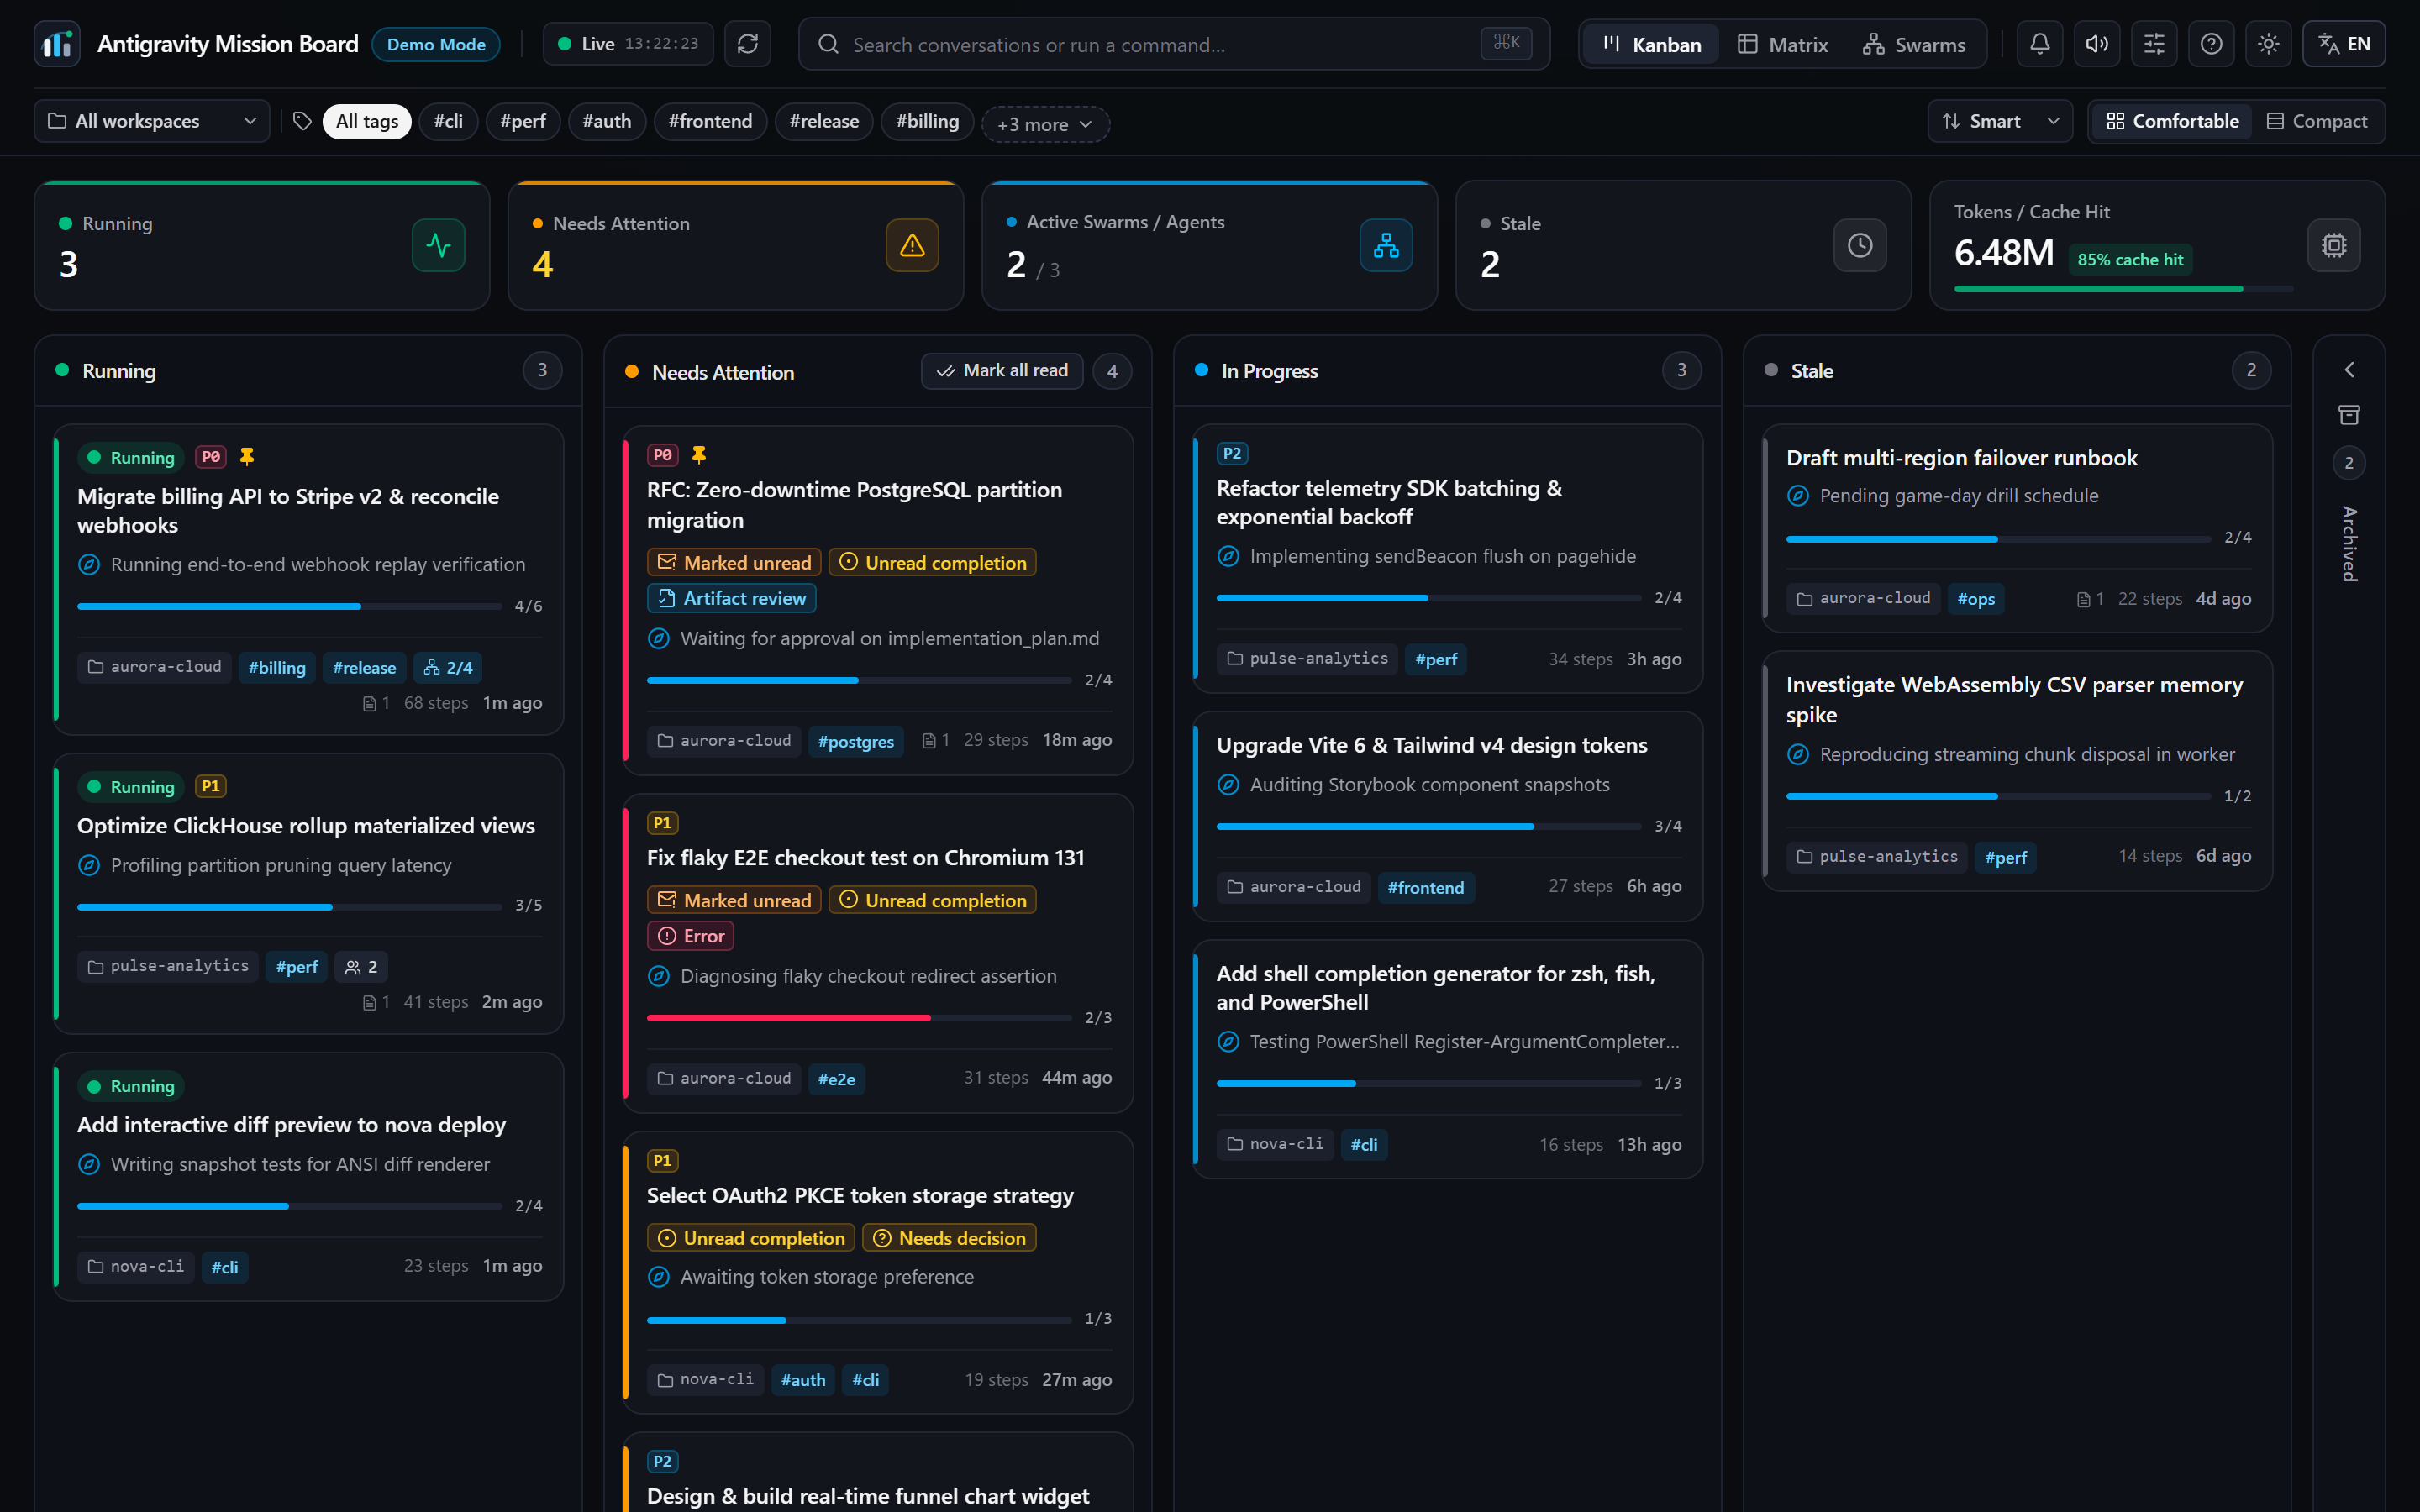 Antigravity Mission Board
Demo Mode
Live 13:22:23
Search conversations or run a command...
⌘K
Kanban
Matrix
Swarms
EN
All workspaces
All tags
#cli
#perf
#auth
#frontend
#release
#billing
+3 more
Smart
Comfortable
Compact
Running
3
Needs Attention
4
Active Swarms / Agents
2 / 3
Stale
2
Tokens / Cache Hit
6.48M 85% cache hit
Running 3
Running P0
Migrate billing API to Stripe v2 & reconcile
webhooks
Running end-to-end webhook replay verification
4/6
aurora-cloud #billing #release 2/4
1 68 steps 1m ago
Running P1
Optimize ClickHouse rollup materialized views
Profiling partition pruning query latency
3/5
pulse-analytics #perf 2
1 41 steps 2m ago
Running
Add interactive diff preview to nova deploy
Writing snapshot tests for ANSI diff renderer
2/4
nova-cli #cli 23 steps 1m ago
Needs Attention Mark all read 4
P0
RFC: Zero-downtime PostgreSQL partition
migration
Marked unread Unread completion
Artifact review
Waiting for approval on implementation_plan.md
2/4
aurora-cloud #postgres 1 29 steps 18m ago
P1
Fix flaky E2E checkout test on Chromium 131
Marked unread Unread completion
Error
Diagnosing flaky checkout redirect assertion
2/3
aurora-cloud #e2e 31 steps 44m ago
P1
Select OAuth2 PKCE token storage strategy
Unread completion Needs decision
Awaiting token storage preference
1/3
nova-cli #auth #cli 19 steps 27m ago
P2
Design & build real-time funnel chart widget
In Progress 3
P2
Refactor telemetry SDK batching &
exponential backoff
Implementing sendBeacon flush on pagehide
2/4
pulse-analytics #perf 34 steps 3h ago
Upgrade Vite 6 & Tailwind v4 design tokens
Auditing Storybook component snapshots
3/4
aurora-cloud #frontend 27 steps 6h ago
Add shell completion generator for zsh, fish,
and PowerShell
Testing PowerShell Register-ArgumentCompleter...
1/3
nova-cli #cli 16 steps 13h ago
Stale 2
Draft multi-region failover runbook
Pending game-day drill schedule
2/4
aurora-cloud #ops 1 22 steps 4d ago
Investigate WebAssembly CSV parser memory
spike
Reproducing streaming chunk disposal in worker
1/2
pulse-analytics #perf 14 steps 6d ago
2
Archived